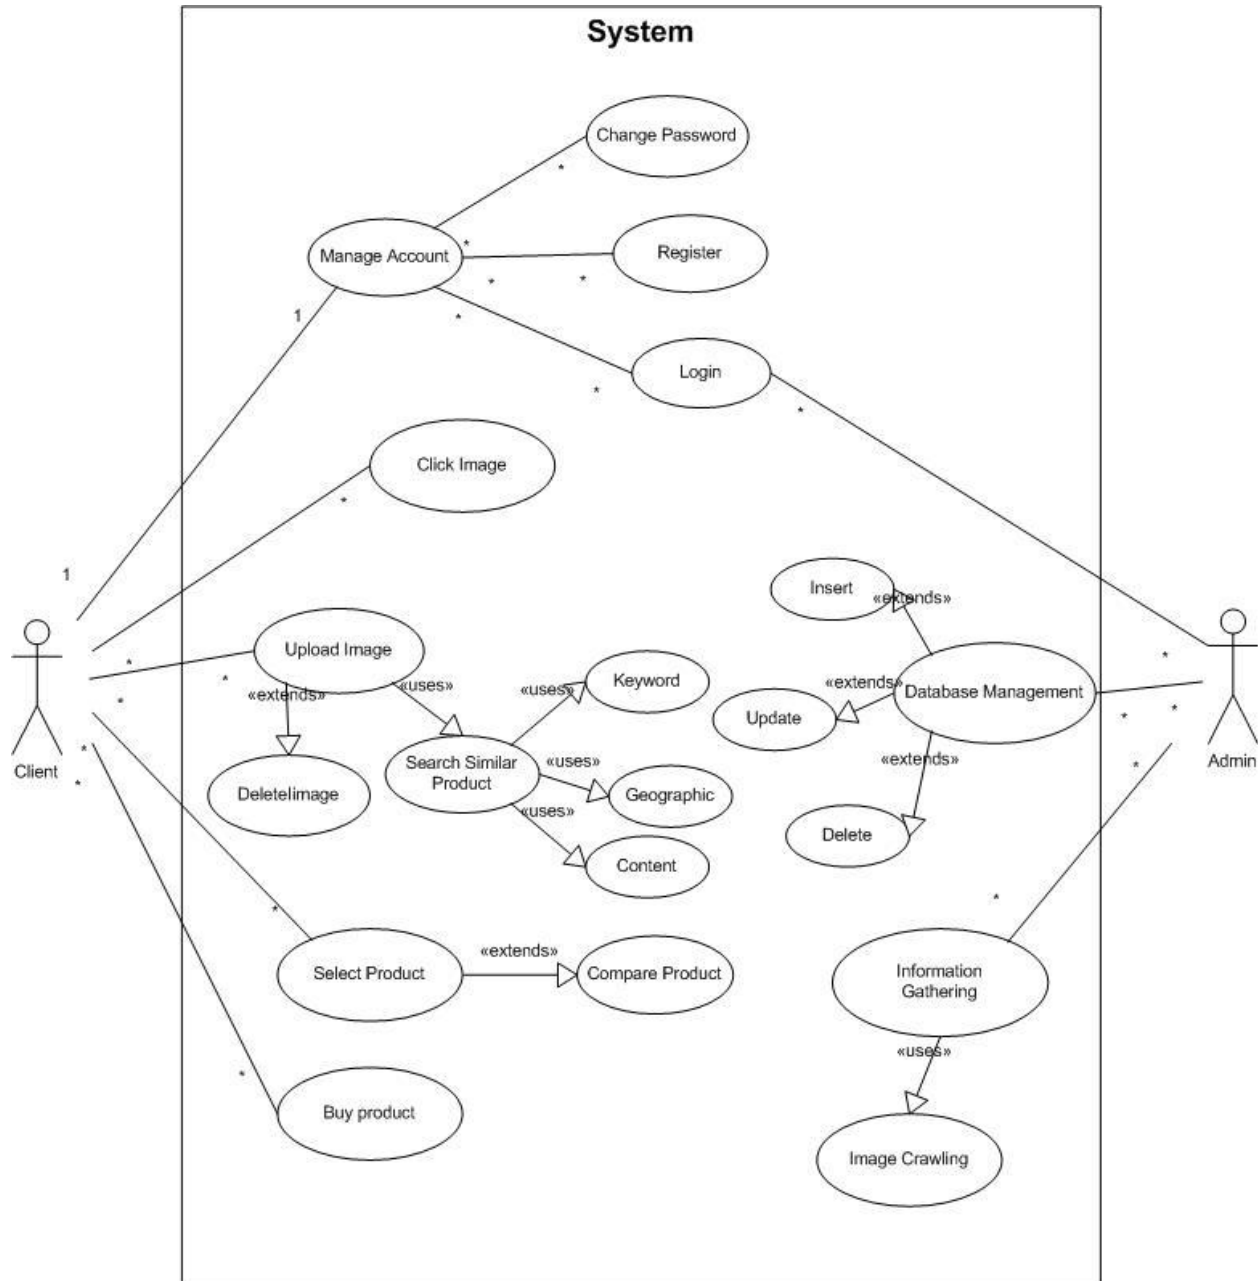 System
Change Password
*
Manage Account
*
Register
*
*
1
*
Login
*
*
Click Image
*
1
Insert
«extends»
Upload Image
*
*
*
«extends»
«uses»
«uses»
Keyword
«extends»
Database Management
*
Update
*
*
*
Client
*
*
Search Similar
Product
«uses»
«extends»
*
Admin
DeleteIimage
Geographic
«uses»
Delete
Content
*
*
Select Product
«extends»
Compare Product
Information
Gathering
«uses»
*
Buy product
Image Crawling